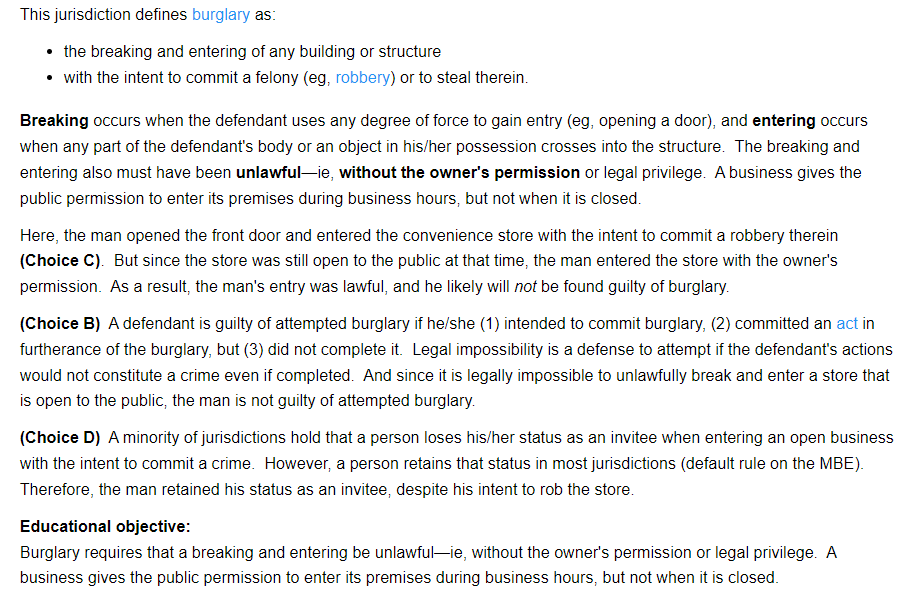 This jurisdiction defines burglary as:
• the breaking and entering of any building or structure
• with the intent to commit a felony (eg, robbery) or to steal therein.
Breaking occurs when the defendant uses any degree of force to gain entry (eg, opening a door), and entering occurs
when any part of the defendant's body or an object in his/her possession crosses into the structure.  The breaking and
entering also must have been unlawful—ie, without the owner's permission or legal privilege.  A business gives the
public permission to enter its premises during business hours, but not when it is closed.
Here, the man opened the front door and entered the convenience store with the intent to commit a robbery therein
(Choice C).  But since the store was still open to the public at that time, the man entered the store with the owner's
permission.  As a result, the man's entry was lawful, and he likely will not be found guilty of burglary.
(Choice B)  A defendant is guilty of attempted burglary if he/she (1) intended to commit burglary, (2) committed an act in
furtherance of the burglary, but (3) did not complete it.  Legal impossibility is a defense to attempt if the defendant's actions
would not constitute a crime even if completed.  And since it is legally impossible to unlawfully break and enter a store that
is open to the public, the man is not guilty of attempted burglary.
(Choice D)  A minority of jurisdictions hold that a person loses his/her status as an invitee when entering an open business
with the intent to commit a crime.  However, a person retains that status in most jurisdictions (default rule on the MBE).
Therefore, the man retained his status as an invitee, despite his intent to rob the store.
Educational objective:
Burglary requires that a breaking and entering be unlawful—ie, without the owner's permission or legal privilege.  A
business gives the public permission to enter its premises during business hours, but not when it is closed.